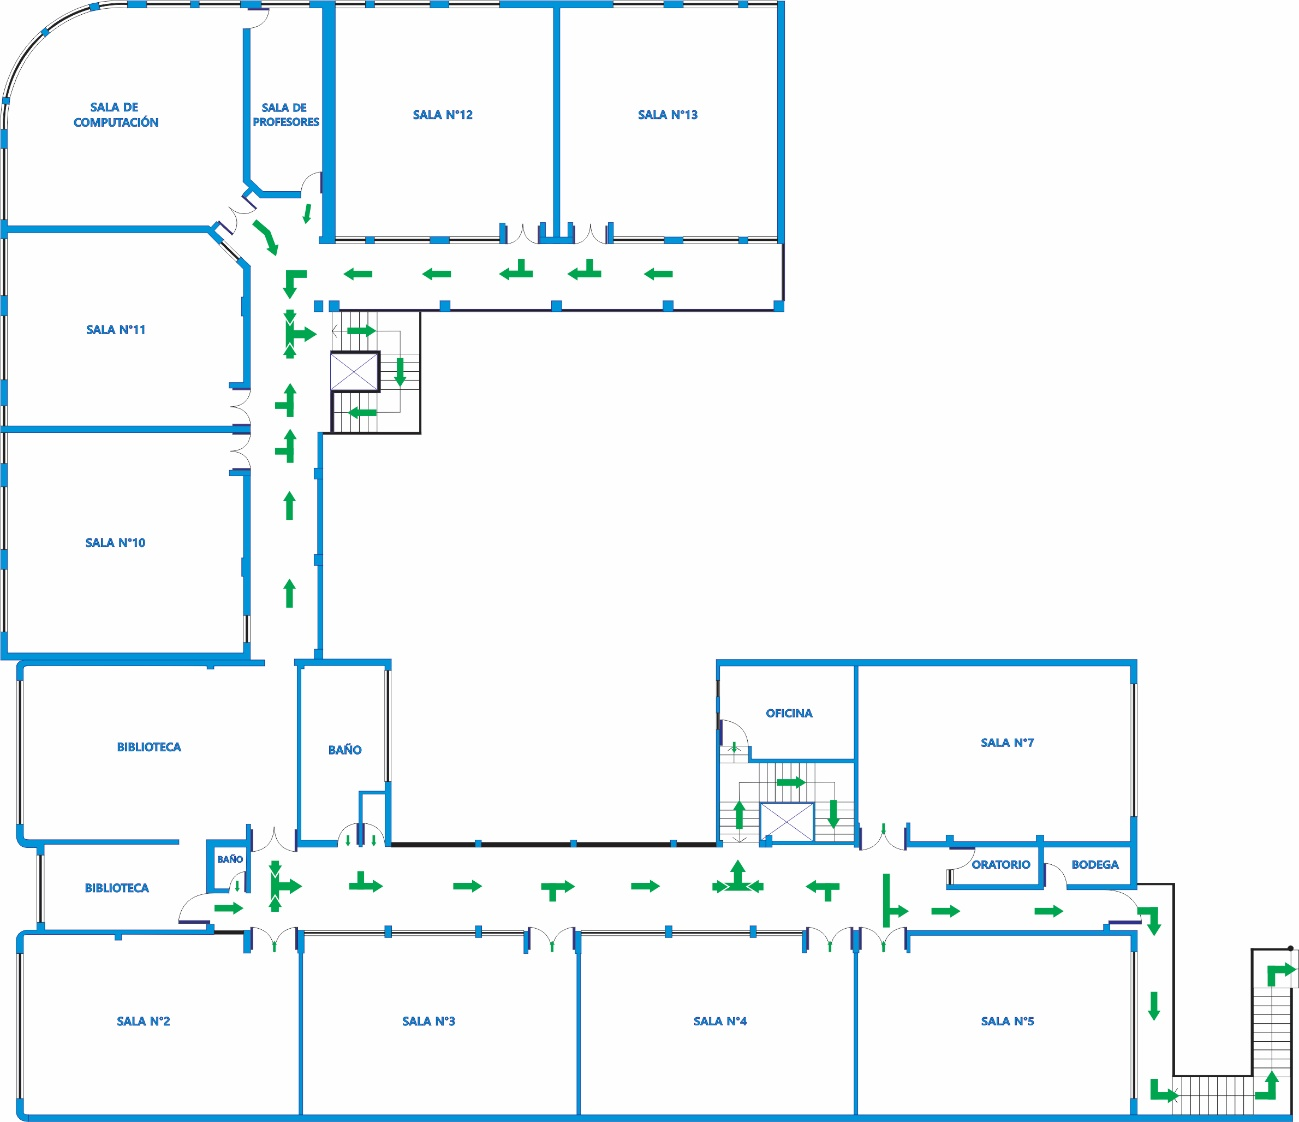 SALA DE
COMPUTACIÓN
SALA DE
PROFESORES
SALA N°12
SALA N°13
SALA N°11
SALA N°10
BIBLIOTECA
BAÑO
OFICINA
SALA N°7
BAÑO
BIBLIOTECA
ORATORIO
BODEGA
SALA N°2
SALA N°3
SALA N°4
SALA N°5